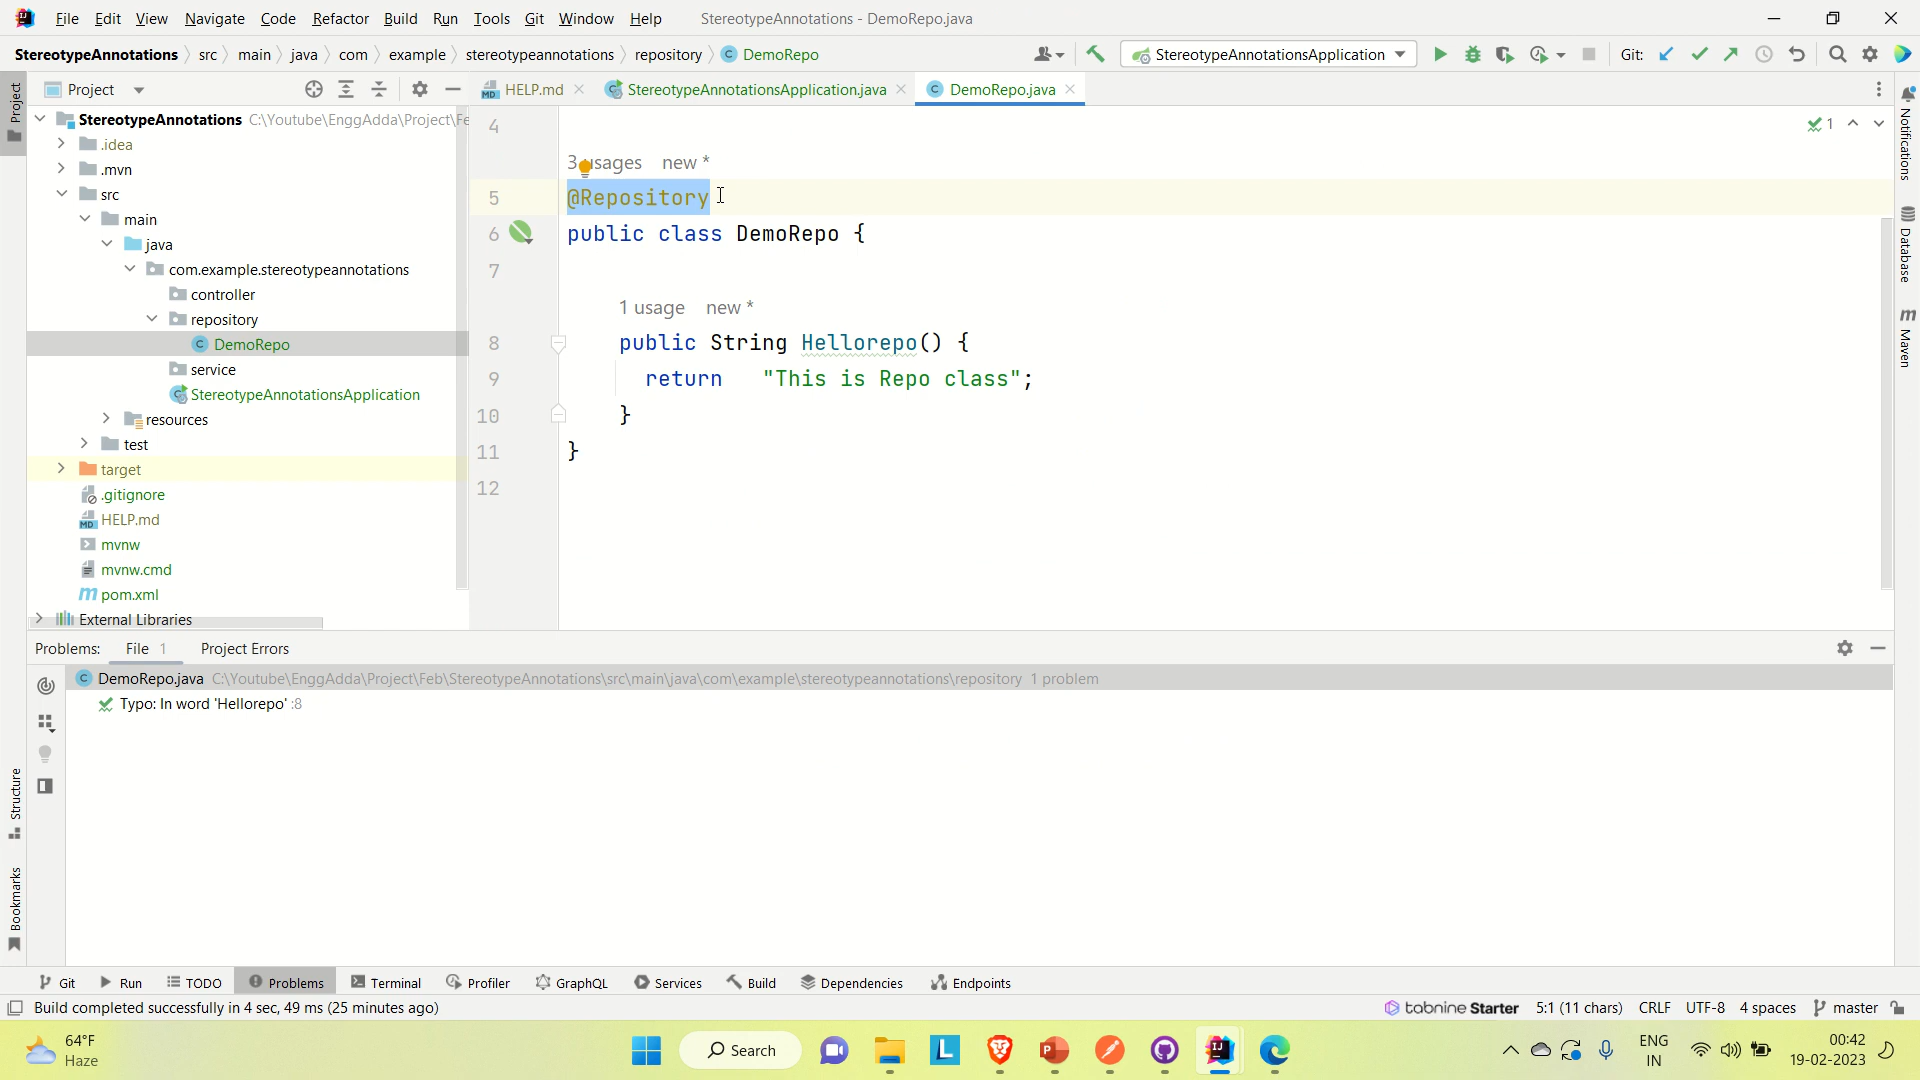 File Edit View Navigate Code Refactor Build Run Tools Git Window Help StereotypeAnnotations - DemoRepo.java
StereotypeAnnotations src main java com example stereotypeannotations repository DemoRepo StereotypeAnnotationsApplication Git:
Project HELP.md StereotypeAnnotationsApplication.java DemoRepo.java
StereotypeAnnotations C:\Youtube\EnggAdda\Project\Fe
.idea
.mvn
src
main
java
com.example.stereotypeannotations
controller
repository
DemoRepo
service
StereotypeAnnotationsApplication
resources
test
target
.gitignore
HELP.md
mvnw
mvnw.cmd
pom.xml
External Libraries
4
3 usages new *
5 @Repository
6 public class DemoRepo {
7
1 usage new *
8 public String Hellorepo() {
9 return "This is Repo class";
10 }
11 }
12
1
Project
Structure
Bookmarks
Notifications
Database
Maven
Problems: File 1 Project Errors
DemoRepo.java C:\Youtube\EnggAdda\Project\Feb\StereotypeAnnotations\src\main\java\com\example\stereotypeannotations\repository 1 problem
Typo: In word 'Hellorepo' :8
Git Run TODO Problems Terminal Profiler GraphQL Services Build Dependencies Endpoints
Build completed successfully in 4 sec, 49 ms (25 minutes ago) tabnine Starter 5:1 (11 chars) CRLF UTF-8 4 spaces master
64°F
Haze
Search
ENG
IN
00:42
19-02-2023